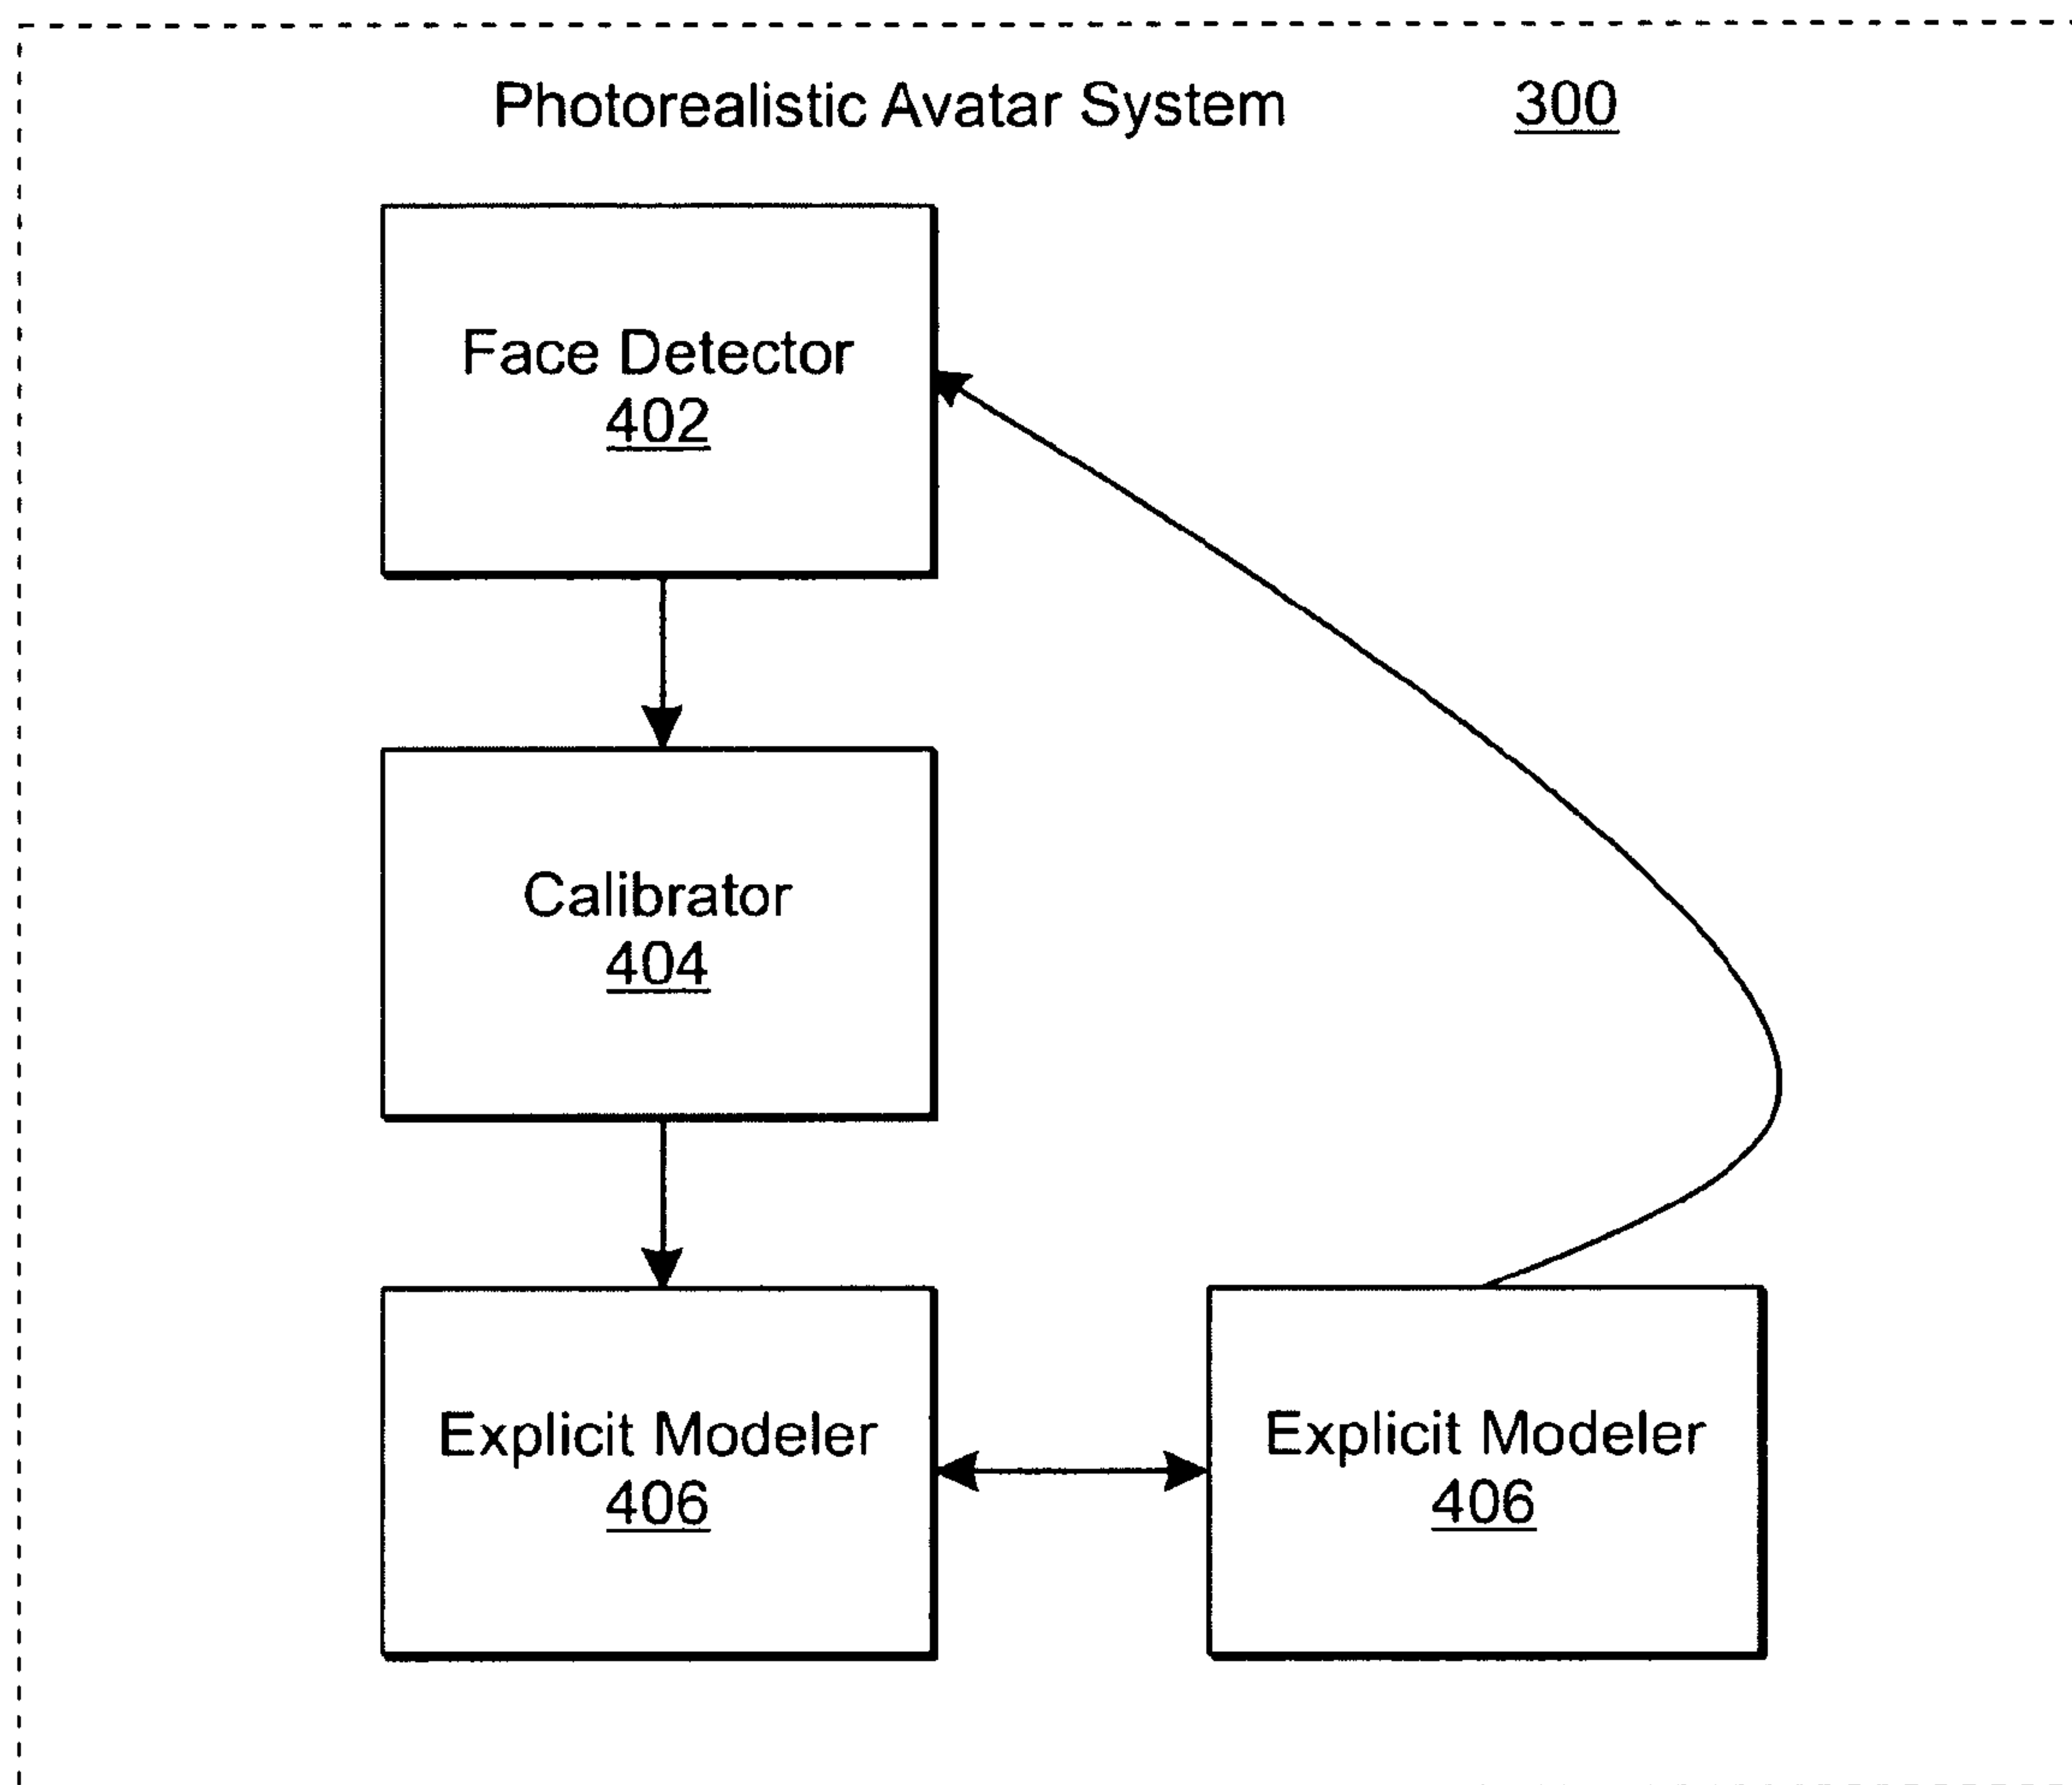 Photorealistic Avatar System 300
Face Detector
402
Calibrator
404
Explicit Modeler
406
Explicit Modeler
406